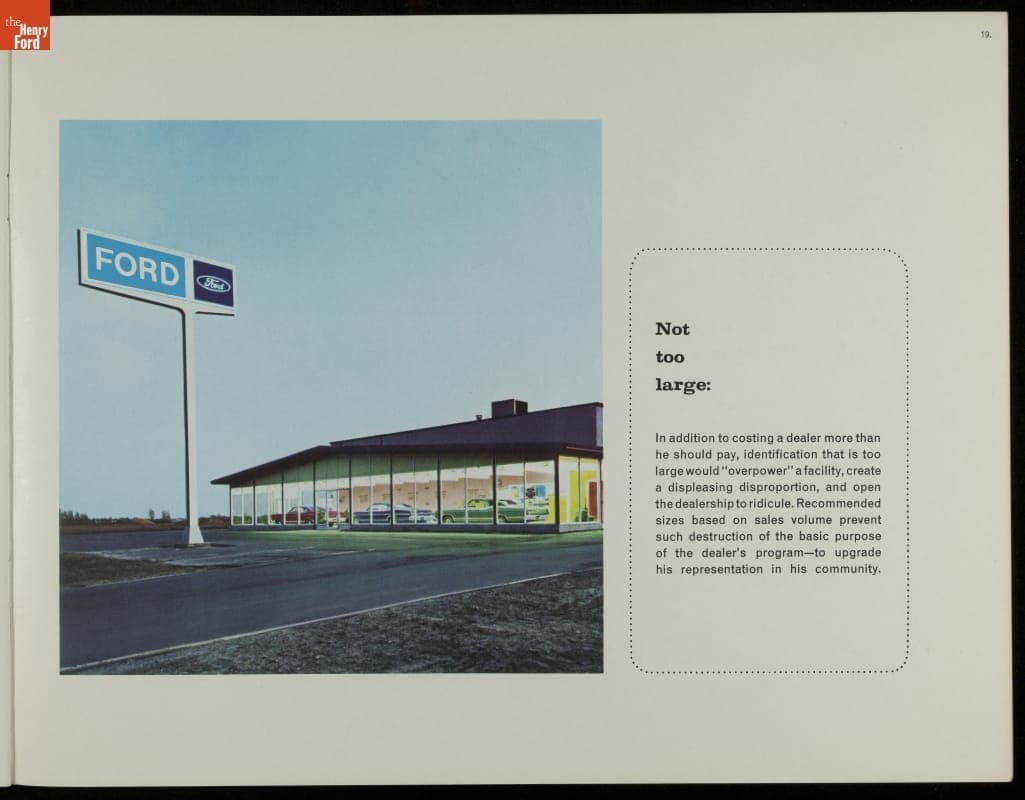 the
Henry
Ford
19.
FORD
Ford
Not
too
large:
In addition to costing a dealer more than
he should pay, identification that is too
large would "overpower" a facility, create
a displeasing disproportion, and open
the dealership to ridicule. Recommended
sizes based on sales volume prevent
such destruction of the basic purpose
of the dealer's program—to upgrade
his representation in his community.